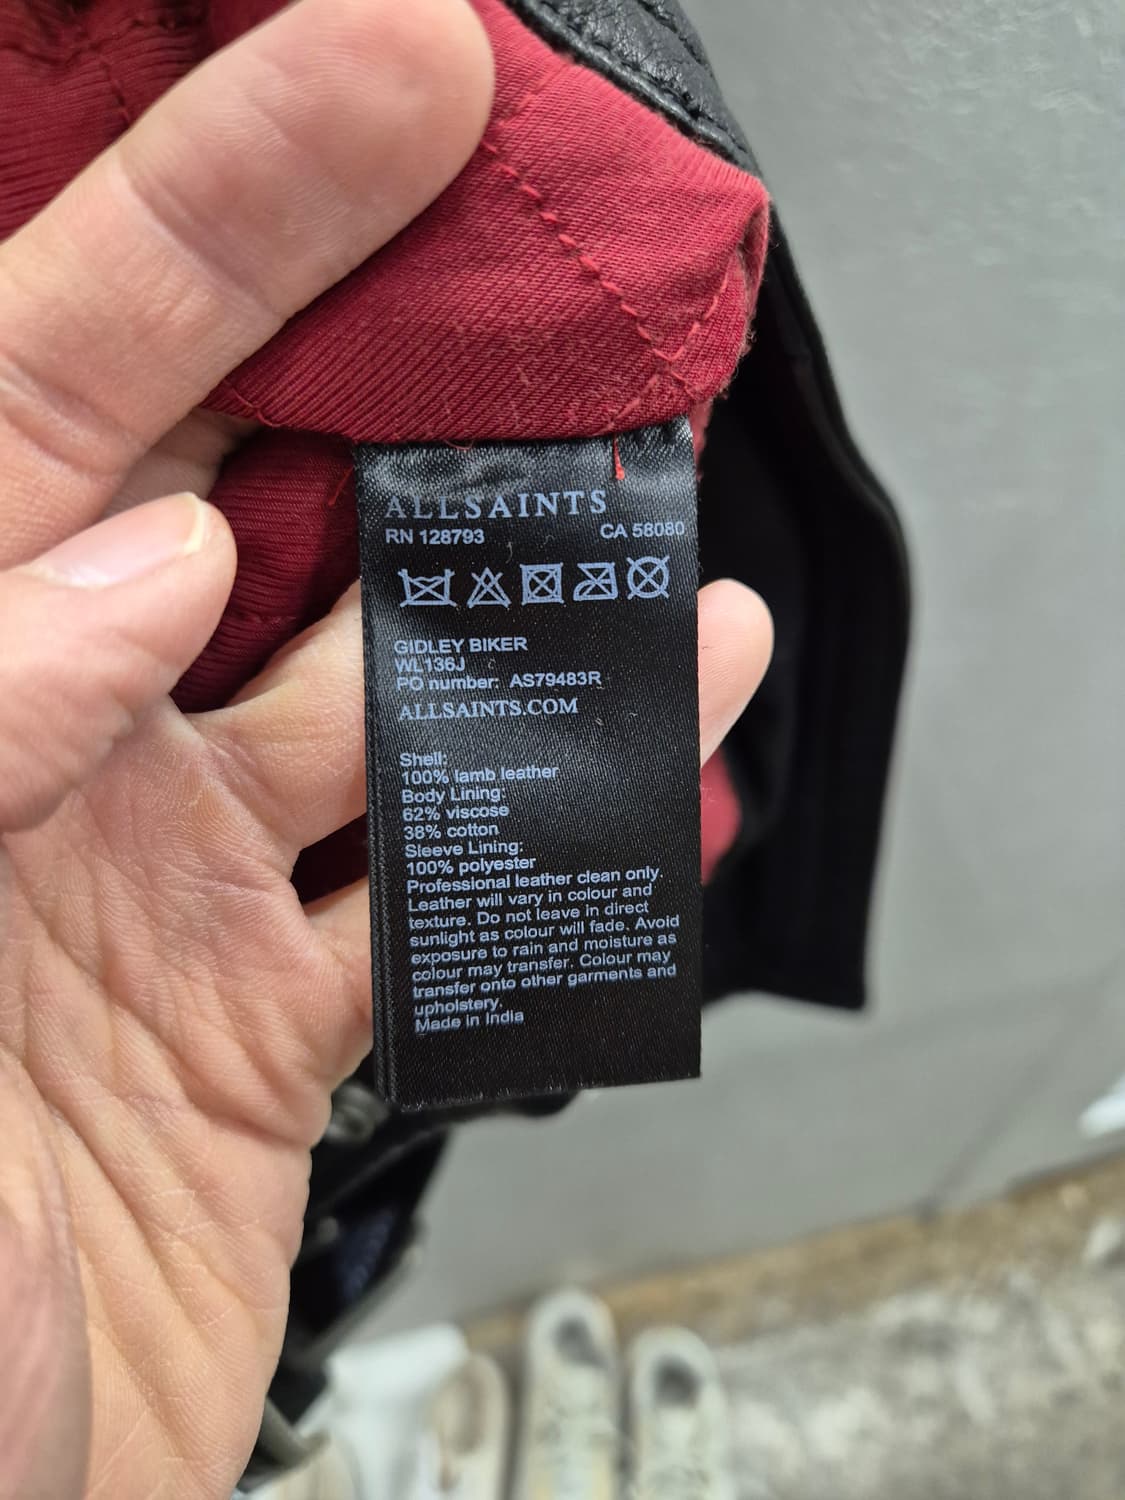 ALLSAINTS
RN 128793 CA 58080
GIDLEY BIKER
WL136J
PO number: AS79483R
ALLSAINTS.COM
Shell:
100% lamb leather
Body Lining:
62% viscose
38% cotton
Sleeve Lining:
100% polyester
Professional leather clean only.
Leather will vary in colour and
texture. Do not leave in direct
sunlight as colour will fade. Avoid
exposure to rain and moisture as
colour may transfer. Colour may
transfer onto other garments and
upholstery.
Made in India